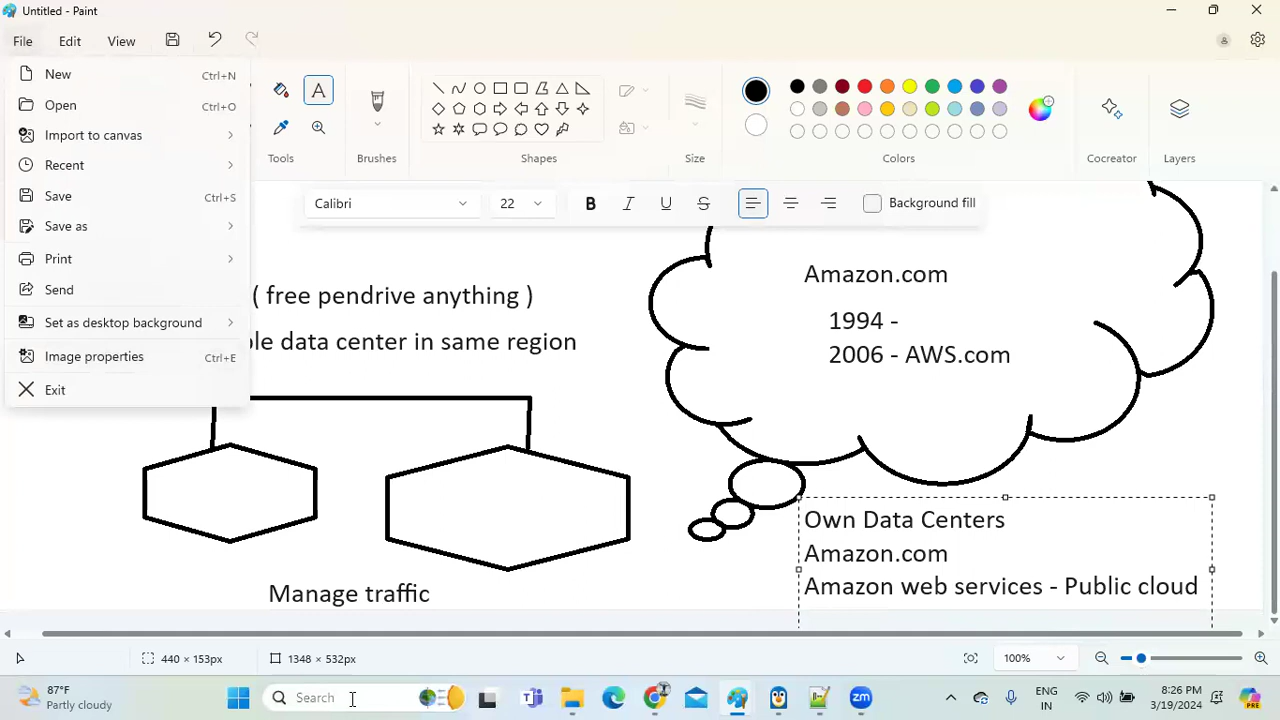 Untitled - Paint
File Edit View
New Ctrl+N
Open Ctrl+O
Import to canvas
Recent
Save Ctrl+S
Save as
Print
Send
Set as desktop background
Image properties Ctrl+E
Exit
Tools Brushes Shapes Size Colors Cocreator Layers
Calibri 22 B I U S Background fill
( free pendrive anything )
ple data center in same region
Manage traffic
Amazon.com
1994 -
2006 - AWS.com
Own Data Centers
Amazon.com
Amazon web services - Public cloud
440 × 153px 1348 × 532px 100%
87°F
Partly cloudy
Search
ENG
IN
8:26 PM
3/19/2024
PRE